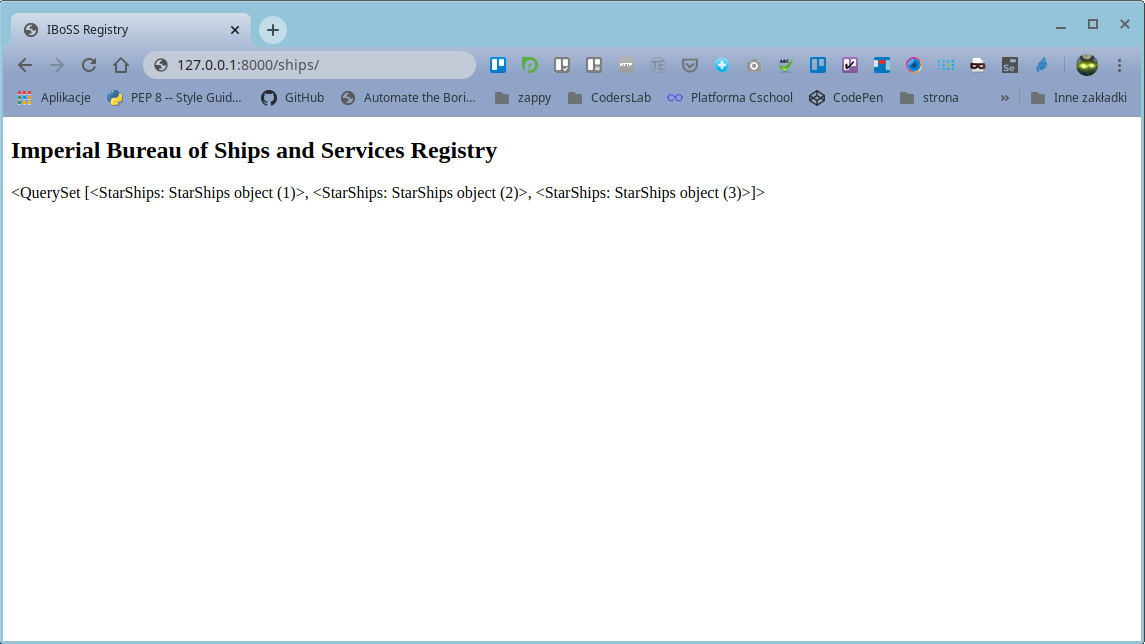 IBoSS Registry
127.0.0.1:8000/ships/
Aplikacje PEP 8 -- Style Guid... GitHub Automate the Bori... zappy CodersLab Platforma Cschool CodePen strona » Inne zakładki
Imperial Bureau of Ships and Services Registry
<QuerySet [<StarShips: StarShips object (1)>, <StarShips: StarShips object (2)>, <StarShips: StarShips object (3)>]>